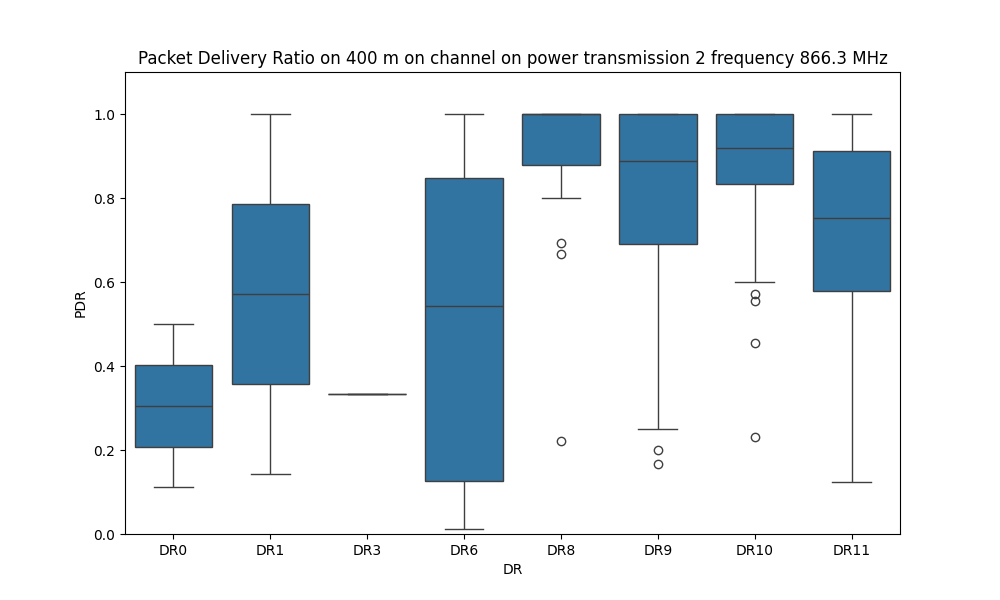 Packet Delivery Ratio on 400 m on channel on power transmission 2 frequency 866.3 MHz
PDR
1.0
0.8
0.6
0.4
0.2
0.0
DR0 DR1 DR3 DR6 DR8 DR9 DR10 DR11
DR